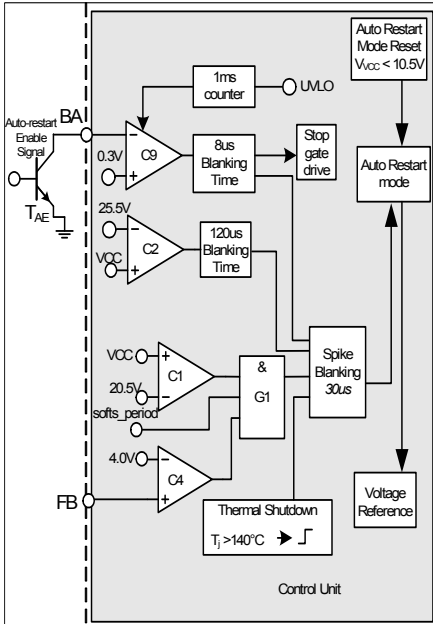 Auto Restart
Mode Reset
VVCC < 10.5V
1ms
counter
UVLO
BA
Auto-restart
Enable
Signal
TAE
0.3V
C9
8us
Blanking
Time
Stop
gate
drive
Auto Restart
mode
25.5V
C2
VCC
120us
Blanking
Time
VCC
C1
20.5V
softs_period
&
G1
Spike
Blanking
30us
4.0V
C4
FB
Thermal Shutdown
Tj >140°C
Voltage
Reference
Control Unit